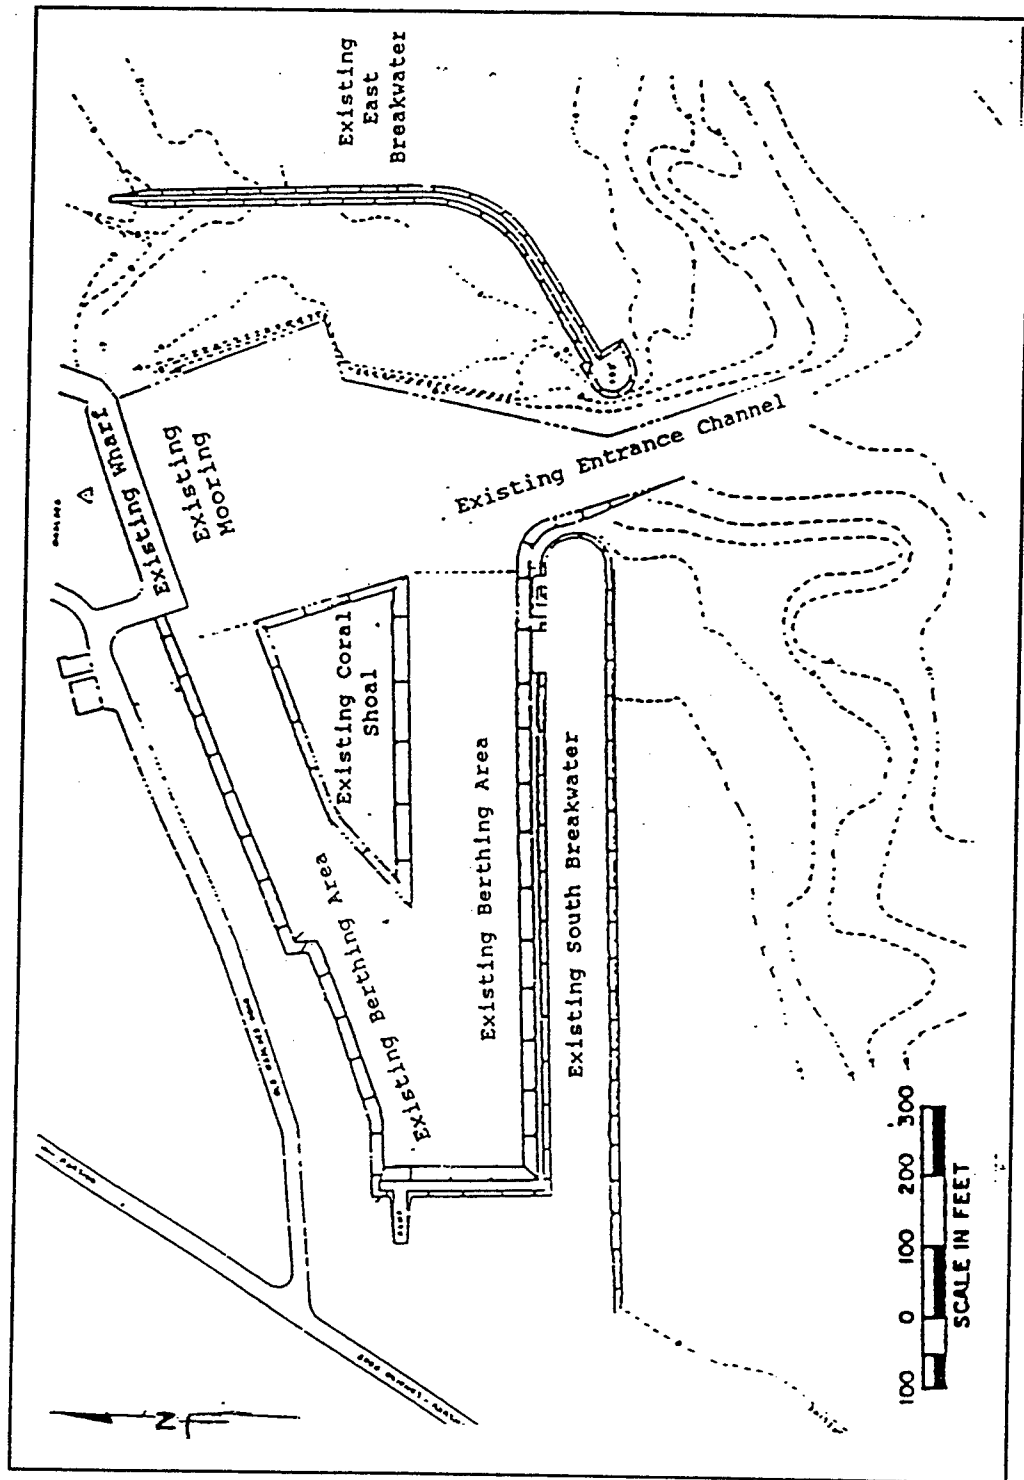 Existing
East
Breakwater
Existing Wharf
Existing
Mooring
Existing Entrance Channel
Existing Coral
Shoal
Existing Berthing Area
Existing Berthing Area
Existing South Breakwater
N
100 0 100 200 300
SCALE IN FEET